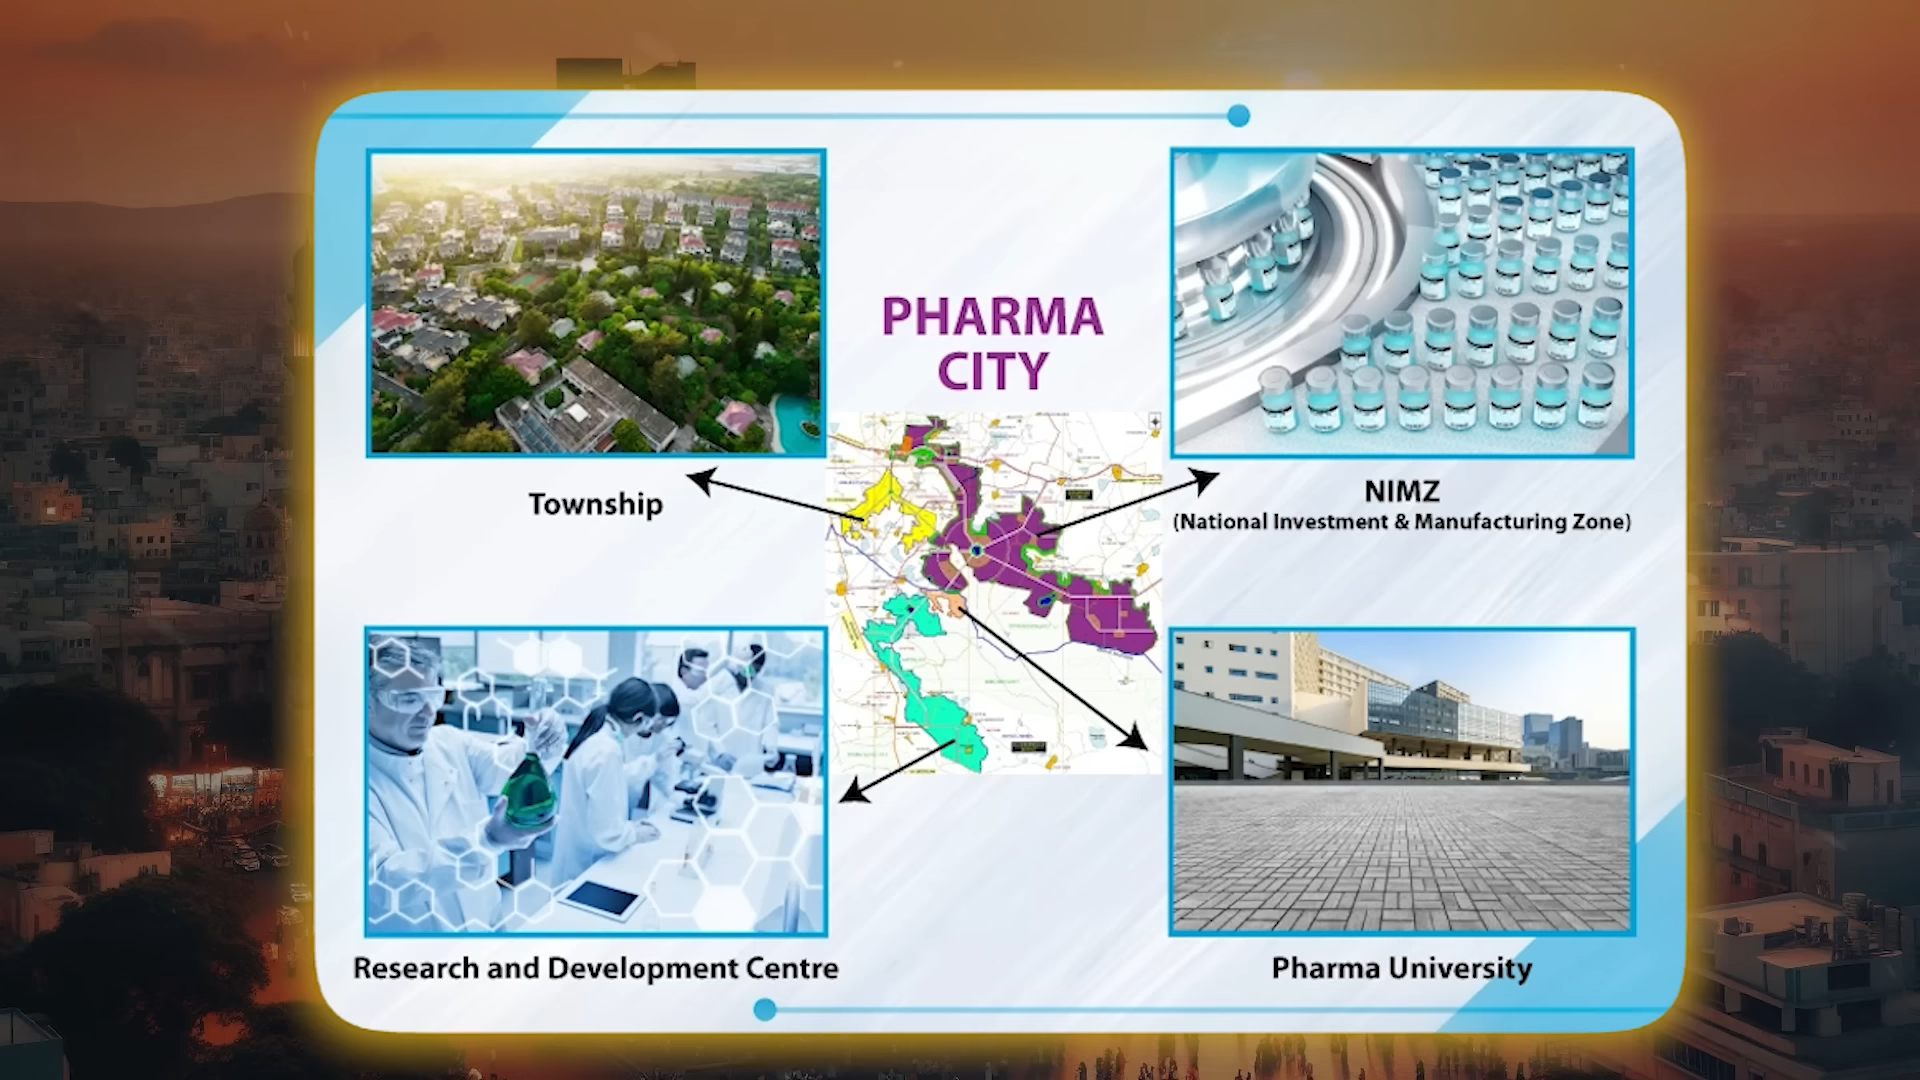 PHARMA
CITY
Township
NIMZ
(National Investment & Manufacturing Zone)
Research and Development Centre
Pharma University